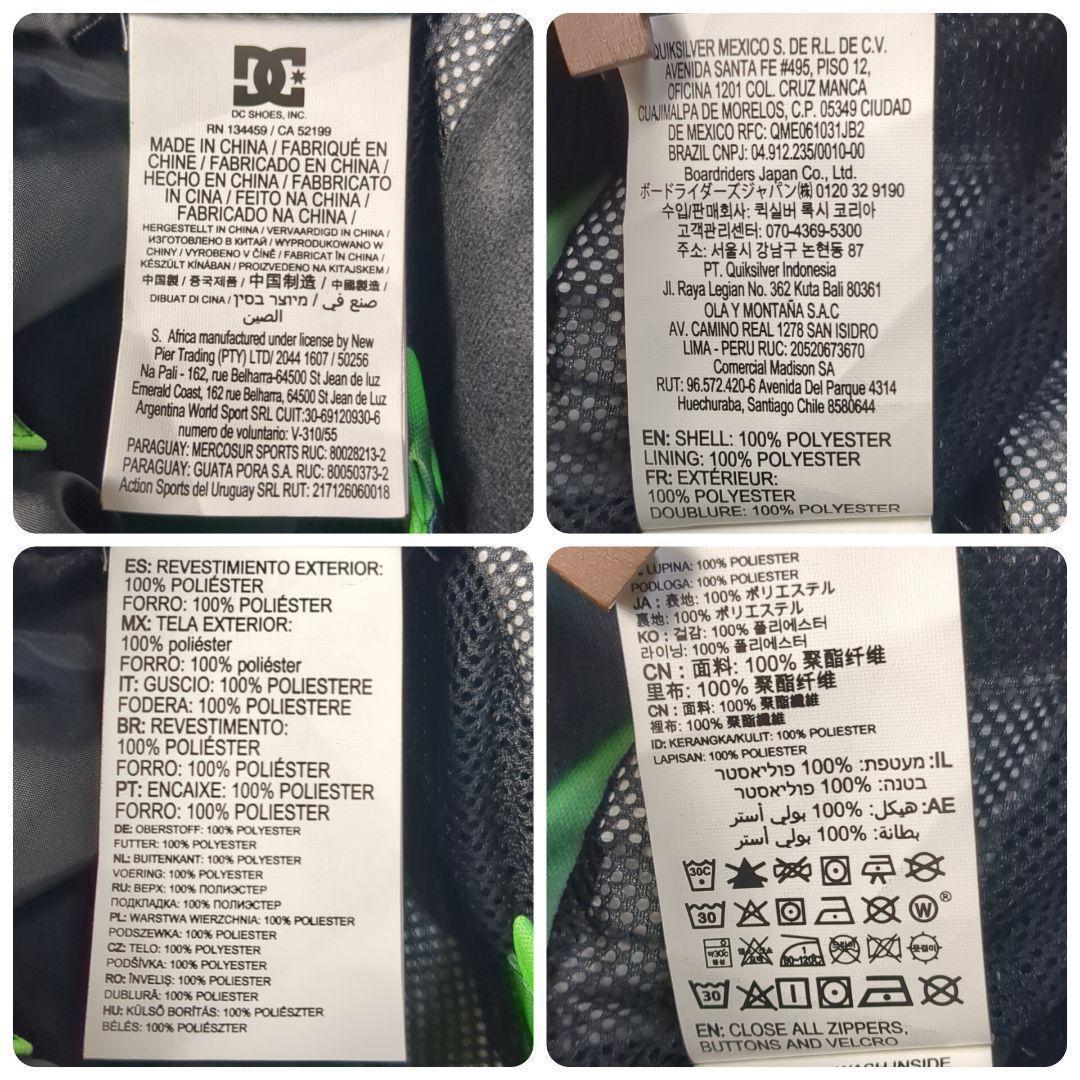 DC
DC SHOES, INC.
RN 134459 / CA 52199
MADE IN CHINA / FABRIQUÉ EN
CHINE / FABRICADO EN CHINA /
HECHO EN CHINA / FABBRICATO
IN CINA / FEITO NA CHINA /
FABRICADO NA CHINA /
HERGESTELLT IN CHINA / VERVAARDIGD IN CHINA /
ИЗГОТОВЛЕНО В КИТАЙ / WYPRODUKOWANO W
CHINY / VYROBENO V ČÍNĚ / FABRICAT ÎN CHINA /
KÉSZÜLT KÍNÁBAN / PROIZVEDENO NA KITAJSKEM /
中国製 / 중국제품 / 中国制造 / 中國製造 /
DIBUAT DI CINA / מיוצר בסין / صنع في
الصين
S. Africa manufactured under license by New
Pier Trading (PTY) LTD/ 2044 1607 / 50256
Na Pali - 162, rue Belharra-64500 St Jean de luz
Emerald Coast, 162 rue Belharra, 64500 St Jean de Luz
Argentina World Sport SRL CUIT:30-69120930-6
numero de voluntario: V-310/55
PARAGUAY: MERCOSUR SPORTS RUC: 80028213-2
PARAGUAY: GUATA PORA S.A. RUC: 80050373-2
Action Sports del Uruguay SRL RUT: 217126060018
QUIKSILVER MEXICO S. DE R.L. DE C.V.
AVENIDA SANTA FE #495, PISO 12,
OFICINA 1201 COL. CRUZ MANCA
CUAJIMALPA DE MORELOS, C.P. 05349 CIUDAD
DE MEXICO RFC: QME061031JB2
BRAZIL CNPJ: 04.912.235/0010-00
Boardriders Japan Co., Ltd.
ボードライダーズジャパン(株) 0120 32 9190
수입/판매회사: 퀵실버 록시 코리아
고객관리센터: 070-4369-5300
주소: 서울시 강남구 논현동 87
PT. Quiksilver Indonesia
Jl. Raya Legian No. 362 Kuta Bali 80361
OLA Y MONTAÑA S.A.C
AV. CAMINO REAL 1278 SAN ISIDRO
LIMA - PERU RUC: 20520673670
Comercial Madison SA
RUT: 96.572.420-6 Avenida Del Parque 4314
Huechuraba, Santiago Chile 8580644
EN: SHELL: 100% POLYESTER
LINING: 100% POLYESTER
FR: EXTÉRIEUR:
100% POLYESTER
DOUBLURE: 100% POLYESTER
ES: REVESTIMIENTO EXTERIOR:
100% POLIÉSTER
FORRO: 100% POLIÉSTER
MX: TELA EXTERIOR:
100% poliéster
FORRO: 100% poliéster
IT: GUSCIO: 100% POLIESTERE
FODERA: 100% POLIESTERE
BR: REVESTIMENTO:
100% POLIÉSTER
FORRO: 100% POLIÉSTER
PT: ENCAIXE: 100% POLIÉSTER
FORRO: 100% POLIÉSTER
DE: OBERSTOFF: 100% POLYESTER
FUTTER: 100% POLYESTER
NL: BUITENKANT: 100% POLYESTER
VOERING: 100% POLYESTER
RU: ВЕРХ: 100% ПОЛИЭСТЕР
ПОДКЛАДКА: 100% ПОЛИЭСТЕР
PL: WARSTWA WIERZCHNIA: 100% POLIESTER
PODSZEWKA: 100% POLIESTER
CZ: TELO: 100% POLYESTER
PODŠÍVKA: 100% POLYESTER
RO: ÎNVELIȘ: 100% POLYESTER
DUBLURĂ: 100% POLYESTER
HU: KÜLSŐ BORÍTÁS: 100% POLIÉSZTER
BÉLÉS: 100% POLIÉSZTER
LUPINA: 100% POLIESTER
PODLOGA: 100% POLIESTER
JA : 表地: 100% ポリエステル
裏地: 100% ポリエステル
KO : 겉감: 100% 폴리에스터
라이닝: 100% 폴리에스터
CN : 面料: 100% 聚酯纤维
里布: 100% 聚酯纤维
CN : 面料: 100% 聚酯纖維
裡布: 100% 聚酯纖維
ID: KERANGKA/KULIT: 100% POLIESTER
LAPISAN: 100% POLIESTER
IL: מעטפת: 100% פוליאסטר
בטנה: 100% פוליאסטר
AE: هيكل: 100% بولي أستر
بطانة: 100% بولي أستر
30C
30 W ®
약30℃ 중성 80~120℃ 드라이 옷걸이
30
EN: CLOSE ALL ZIPPERS,
BUTTONS AND VELCRO
WASH INSIDE